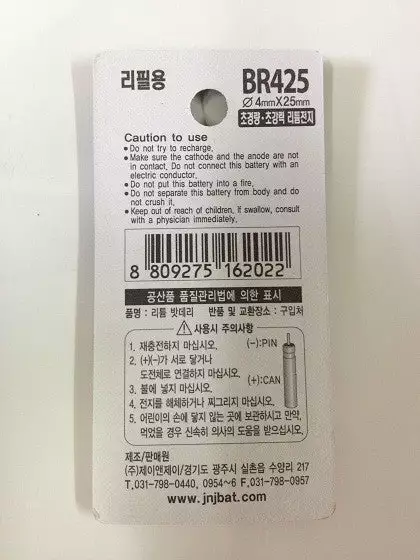 리필용
BR425
Ø 4mmX25mm
초경량·초강력 리튬전지
Caution to use
• Do not try to recharge.
• Make sure the cathode and the anode are not
in contact. Do not connect this battery with an
electric conductor.
• Do not put this battery into a fire.
• Do not separate this battery from body and do
not crush it.
• Keep out of reach of children. If swallow, consult
with a physician immediately.
8 809275 162022
공산품 품질관리법에 의한 표시
품명 : 리튬 밧데리 반품 및 교환장소 : 구입처
사용시 주의사항
1. 재충전하지 마십시오.
2. (+)(-)가 서로 닿거나
도전체로 연결하지 마십시오.
3. 불에 넣지 마십시오.
4. 전지를 해체하거나 찌그리지 마십시오.
5. 어린이의 손에 닿지 않는 곳에 보관하시고 만약,
먹었을 경우 신속히 의사의 도움을 받으십시오.
(-):PIN
(+):CAN
제조/판매원
(주)제이앤제이/경기도 광주시 실촌읍 수양리 217
T.031-798-0440, 0954~6 F.031-798-0957
www.jnjbat.com